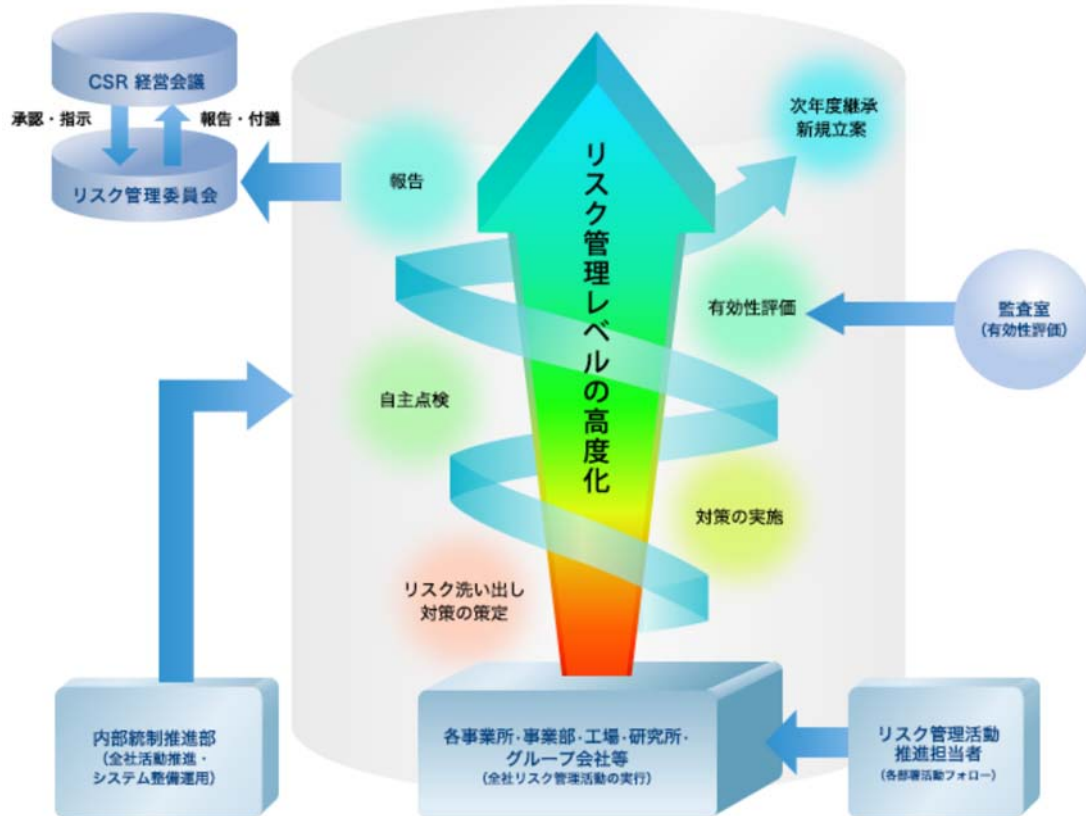 CSR 経営会議
承認・指示
報告・付議
リスク管理委員会
報告
次年度継承
新規立案
リスク管理レベルの高度化
有効性評価
監査室
（有効性評価）
自主点検
対策の実施
リスク洗い出し
対策の策定
内部統制推進部
（全社活動推進・
システム整備運用）
各事業所・事業部・工場・研究所・
グループ会社等
（全社リスク管理活動の実行）
リスク管理活動
推進担当者
（各部署活動フォロー）